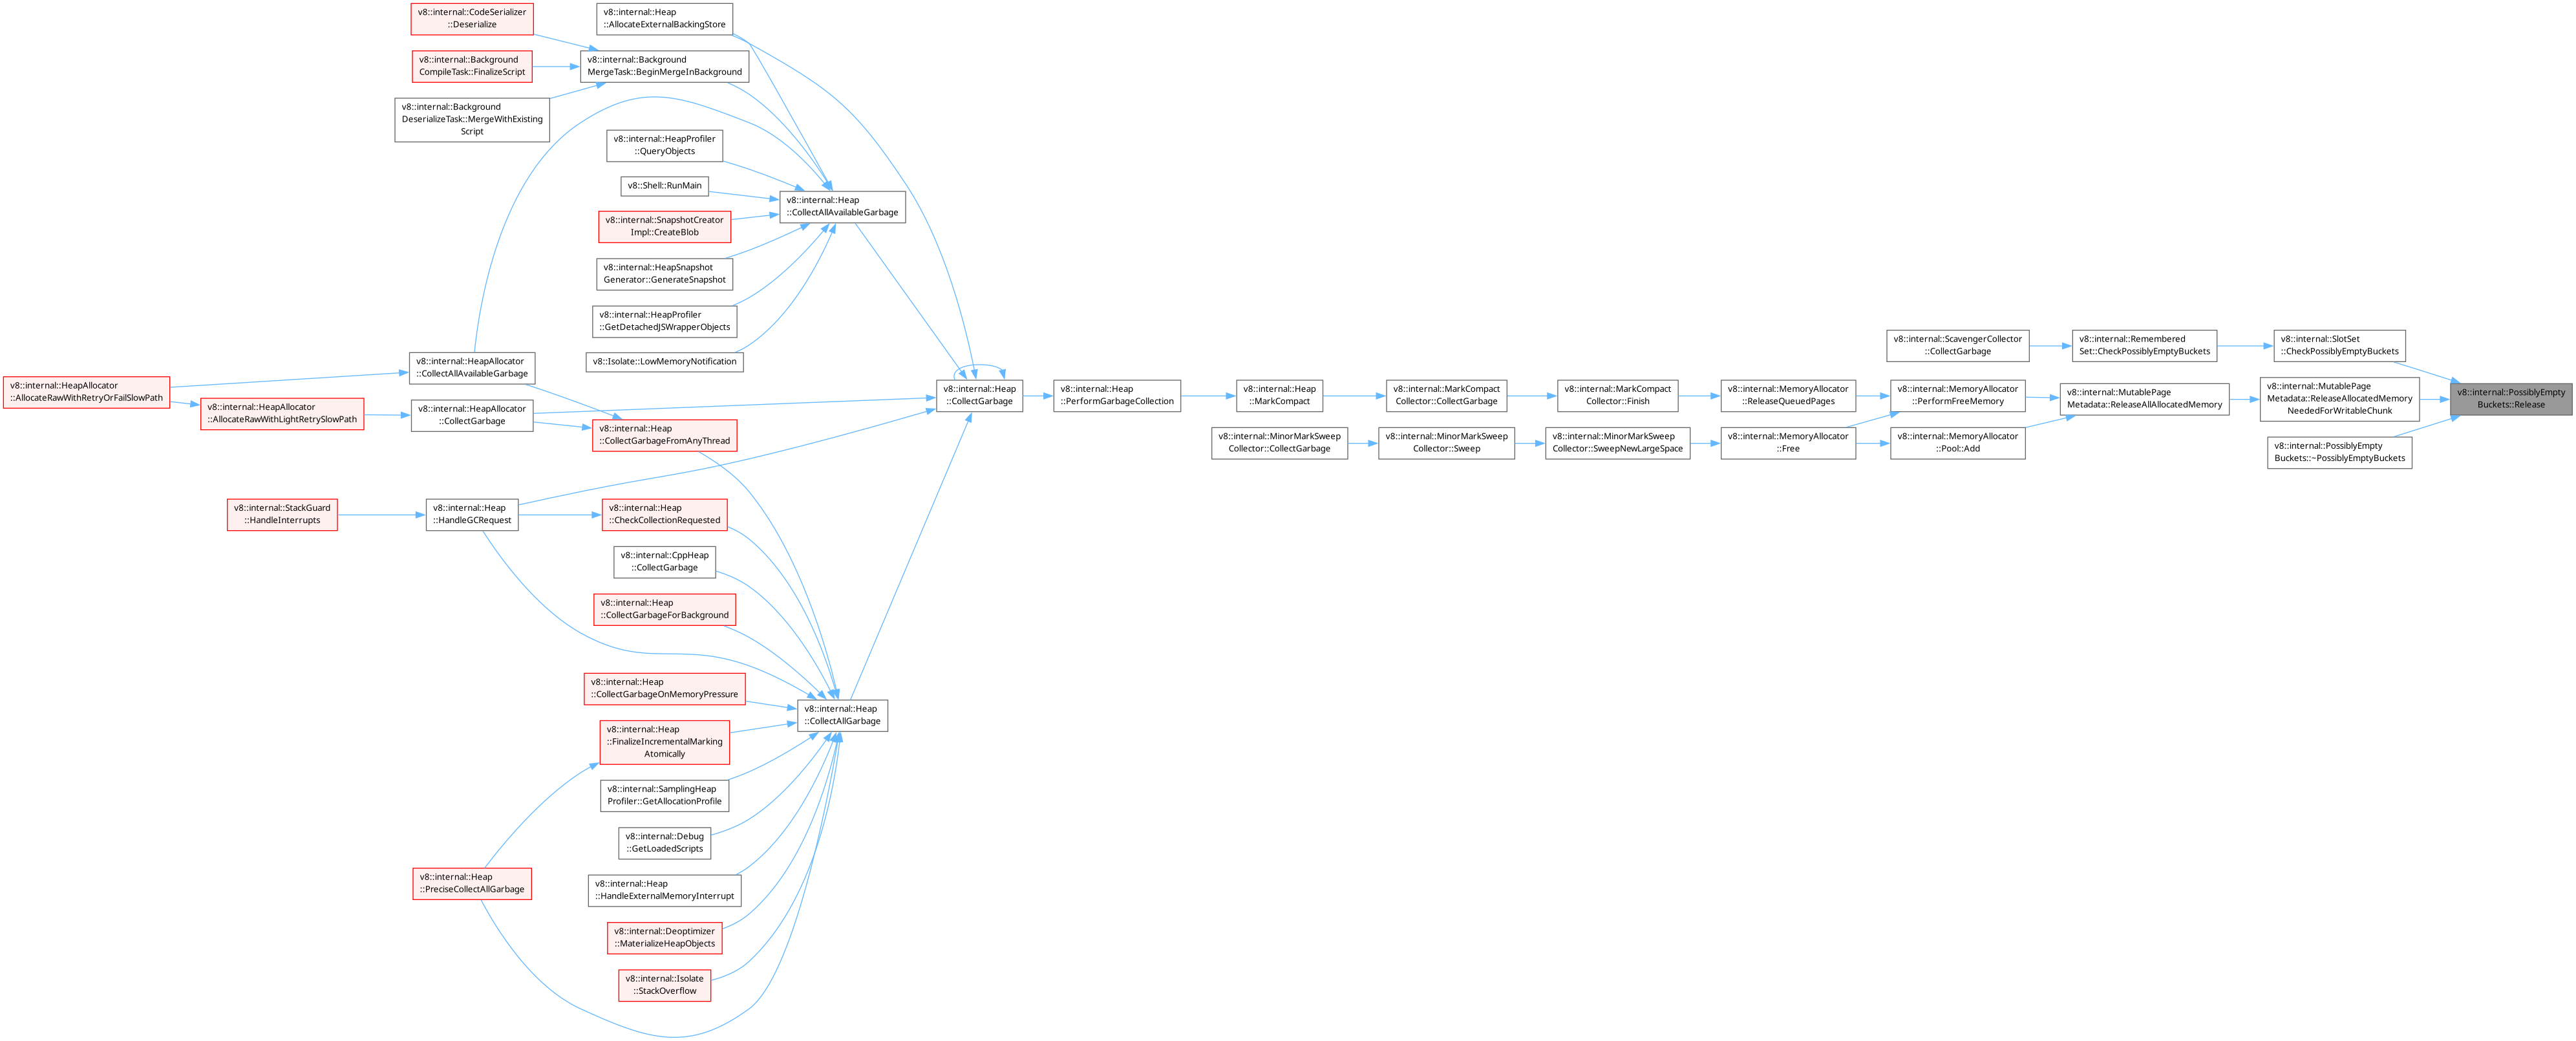 v8::internal::CodeSerializer
::Deserialize
v8::internal::Heap
::AllocateExternalBackingStore
v8::internal::Background
CompileTask::FinalizeScript
v8::internal::Background
MergeTask::BeginMergeInBackground
v8::internal::Background
DeserializeTask::MergeWithExisting
Script
v8::internal::HeapProfiler
::QueryObjects
v8::Shell::RunMain
v8::internal::SnapshotCreator
Impl::CreateBlob
v8::internal::HeapSnapshot
Generator::GenerateSnapshot
v8::internal::HeapProfiler
::GetDetachedJSWrapperObjects
v8::Isolate::LowMemoryNotification
v8::internal::Heap
::CollectAllAvailableGarbage
v8::internal::HeapAllocator
::CollectAllAvailableGarbage
v8::internal::HeapAllocator
::AllocateRawWithRetryOrFailSlowPath
v8::internal::HeapAllocator
::AllocateRawWithLightRetrySlowPath
v8::internal::HeapAllocator
::CollectGarbage
v8::internal::Heap
::CollectGarbageFromAnyThread
v8::internal::Heap
::CollectGarbage
v8::internal::Heap
::PerformGarbageCollection
v8::internal::Heap
::MarkCompact
v8::internal::MarkCompact
Collector::CollectGarbage
v8::internal::MarkCompact
Collector::Finish
v8::internal::MemoryAllocator
::ReleaseQueuedPages
v8::internal::MemoryAllocator
::PerformFreeMemory
v8::internal::ScavengerCollector
::CollectGarbage
v8::internal::Remembered
Set::CheckPossiblyEmptyBuckets
v8::internal::SlotSet
::CheckPossiblyEmptyBuckets
v8::internal::MutablePage
Metadata::ReleaseAllAllocatedMemory
v8::internal::MutablePage
Metadata::ReleaseAllocatedMemory
NeededForWritableChunk
v8::internal::PossiblyEmpty
Buckets::Release
v8::internal::MinorMarkSweep
Collector::CollectGarbage
v8::internal::MinorMarkSweep
Collector::Sweep
v8::internal::MinorMarkSweep
Collector::SweepNewLargeSpace
v8::internal::MemoryAllocator
::Free
v8::internal::MemoryAllocator
::Pool::Add
v8::internal::PossiblyEmpty
Buckets::~PossiblyEmptyBuckets
v8::internal::StackGuard
::HandleInterrupts
v8::internal::Heap
::HandleGCRequest
v8::internal::Heap
::CheckCollectionRequested
v8::internal::CppHeap
::CollectGarbage
v8::internal::Heap
::CollectGarbageForBackground
v8::internal::Heap
::CollectGarbageOnMemoryPressure
v8::internal::Heap
::CollectAllGarbage
v8::internal::Heap
::FinalizeIncrementalMarking
Atomically
v8::internal::SamplingHeap
Profiler::GetAllocationProfile
v8::internal::Debug
::GetLoadedScripts
v8::internal::Heap
::PreciseCollectAllGarbage
v8::internal::Heap
::HandleExternalMemoryInterrupt
v8::internal::Deoptimizer
::MaterializeHeapObjects
v8::internal::Isolate
::StackOverflow